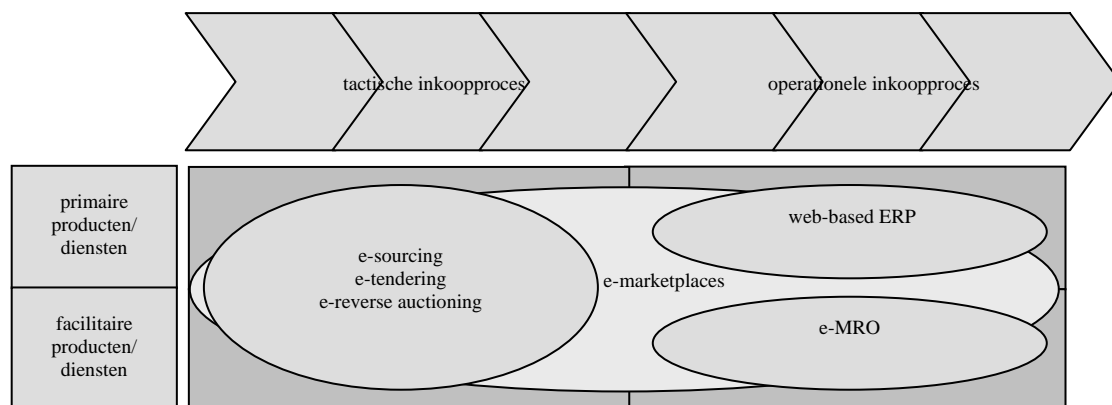 tactische inkoopproces
operationele inkoopproces
primaire
producten/
diensten
web-based ERP
e-sourcing
e-tendering
e-reverse auctioning
e-marketplaces
facilitaire
producten/
diensten
e-MRO